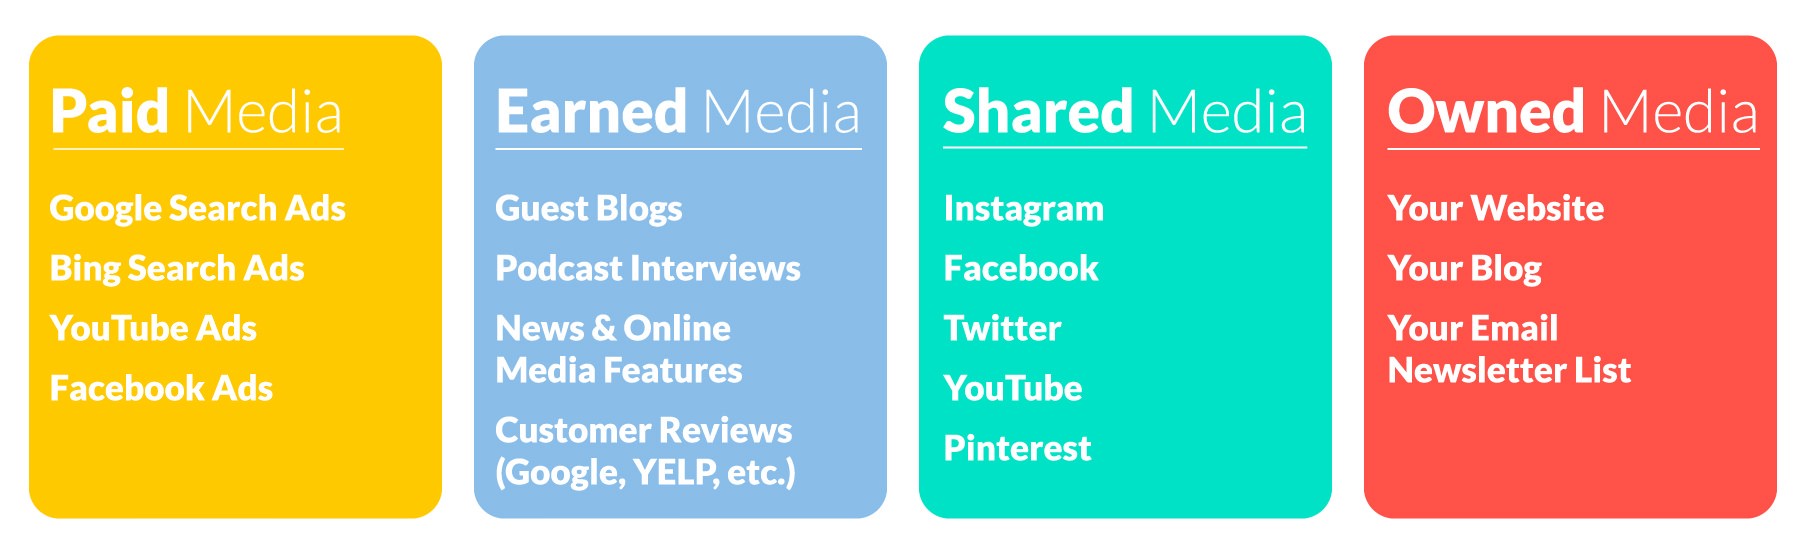 Paid Media
Google Search Ads
Bing Search Ads
YouTube Ads
Facebook Ads
Earned Media
Guest Blogs
Podcast Interviews
News & Online
Media Features
Customer Reviews
(Google, YELP, etc.)
Shared Media
Instagram
Facebook
Twitter
YouTube
Pinterest
Owned Media
Your Website
Your Blog
Your Email
Newsletter List